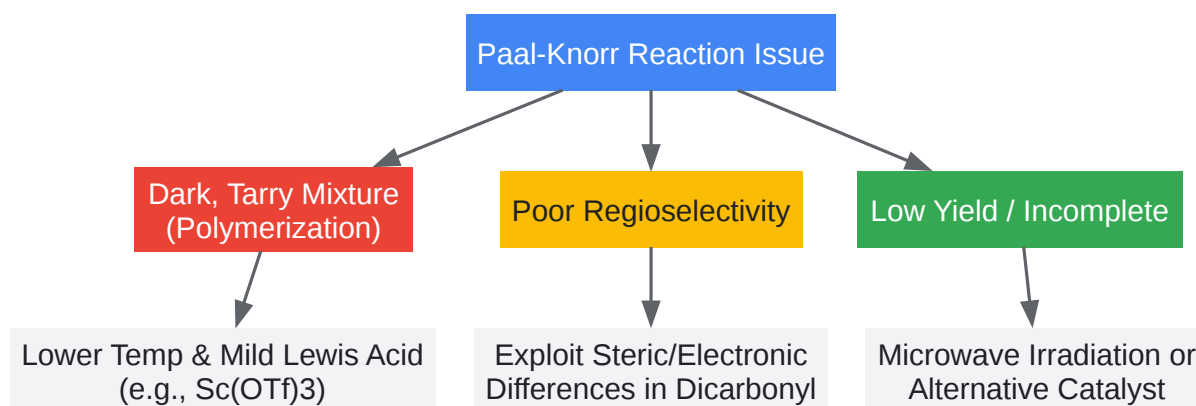 Paal-Knorr Reaction Issue
Dark, Tarry Mixture
(Polymerization)
Poor Regioselectivity
Low Yield / Incomplete
Lower Temp & Mild Lewis Acid
(e.g., Sc(OTf)3)
Exploit Steric/Electronic
Differences in Dicarbonyl
Microwave Irradiation or
Alternative Catalyst